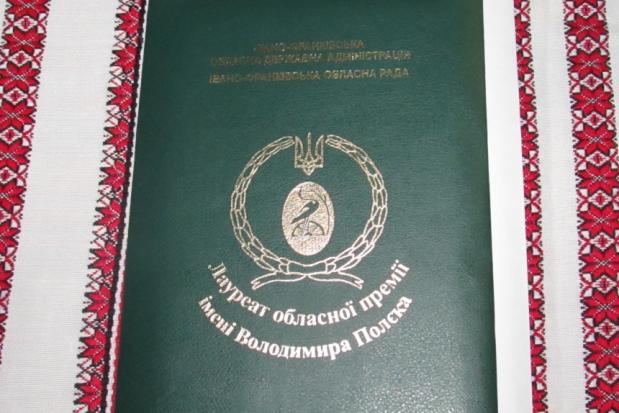 ІВАНО-ФРАНКІВСЬКА
ОБЛАСНА ДЕРЖАВНА АДМІНІСТРАЦІЯ
ІВАНО-ФРАНКІВСЬКА ОБЛАСНА РАДА
Лауреат обласної премії
імені Володимира Полєка